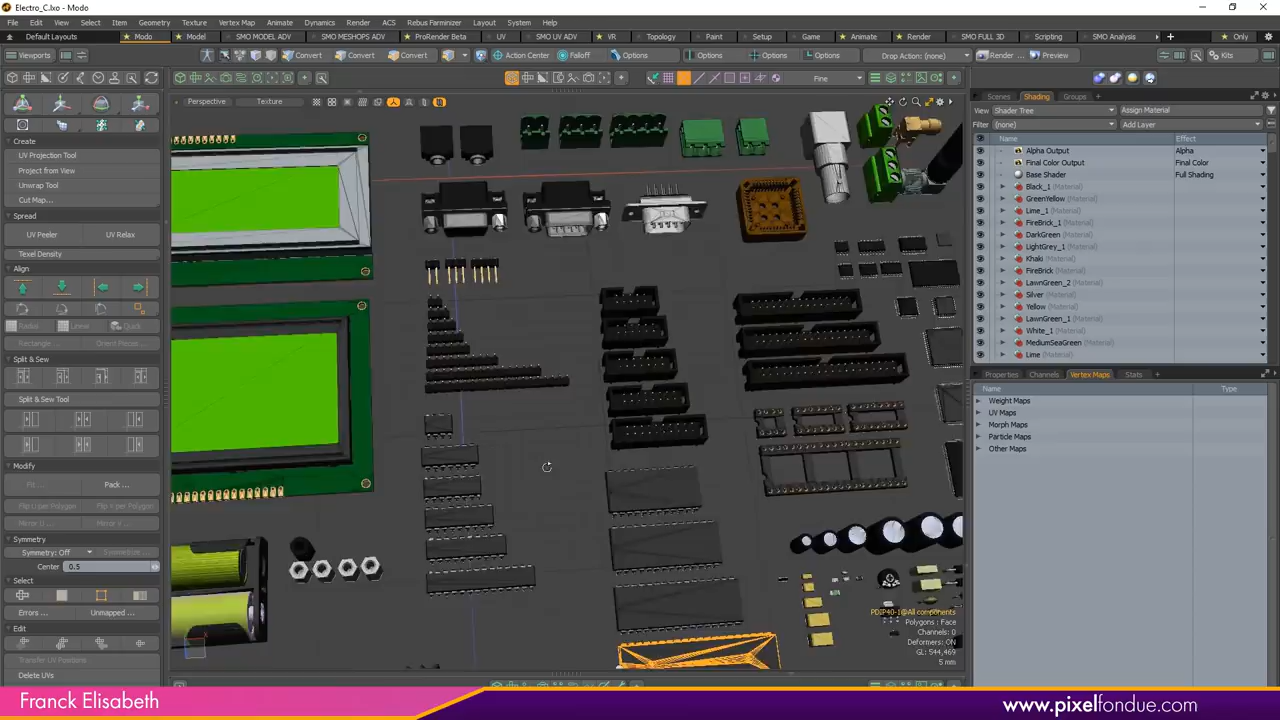 Electro_C.lxo - Modo
File Edit View Select Item Geometry Texture Vertex Map Animate Dynamics Render ACS Rebus Farminizer Layout System Help
Default Layouts Modo Model SMO MODEL ADV SMO MESHOPS ADV ProRender Beta UV SMO UV ADV VR Topology Paint Setup Game Animate Render SMO FULL 3D Scripting SMO Analysis Only
Viewports Convert Convert Convert Action Center Falloff Options Options Options Drop Action: (none) Render... Preview Kits
Fine
Perspective Texture
Create
UV Projection Tool
Project from View
Unwrap Tool
Cut Map...
Spread
UV Peeler UV Relax
Texel Density
Align
Radial Linear Quick
Rectangle... Orient Pieces...
Split & Sew
Split & Sew Tool
Modify
Fit... Pack ...
Flip U per Polygon Flip V per Polygon
Mirror U ... Mirror V ...
Symmetry
Symmetry: Off
Center 0.5
Select
Errors ... Unmapped ...
Edit
Transfer UV Positions
Delete UVs
PDIP40-1@All components
Polygons : Face
Channels: 0
Deformers: ON
GL: 544,469
5 mm
Scenes Shading Groups
View Shader Tree Assign Material
Filter (none) Add Layer
Name Effect
Alpha Output Alpha
Final Color Output Final Color
Base Shader Full Shading
Black_1 (Material)
GreenYellow (Material)
Lime_1 (Material)
FireBrick_1 (Material)
DarkGreen (Material)
LightGrey_1 (Material)
Khaki (Material)
FireBrick (Material)
LawnGreen_2 (Material)
Silver (Material)
Yellow (Material)
LawnGreen_1 (Material)
White_1 (Material)
MediumSeaGreen (Material)
Lime (Material)
Properties Channels Vertex Maps Stats
Name Type
Weight Maps
UV Maps
Morph Maps
Particle Maps
Other Maps
Franck Elisabeth
www.pixelfondue.com